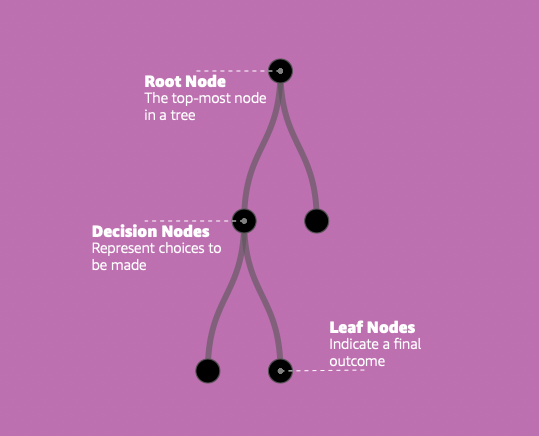 Root Node
The top-most node
in a tree
Decision Nodes
Represent choices to
be made
Leaf Nodes
Indicate a final
outcome